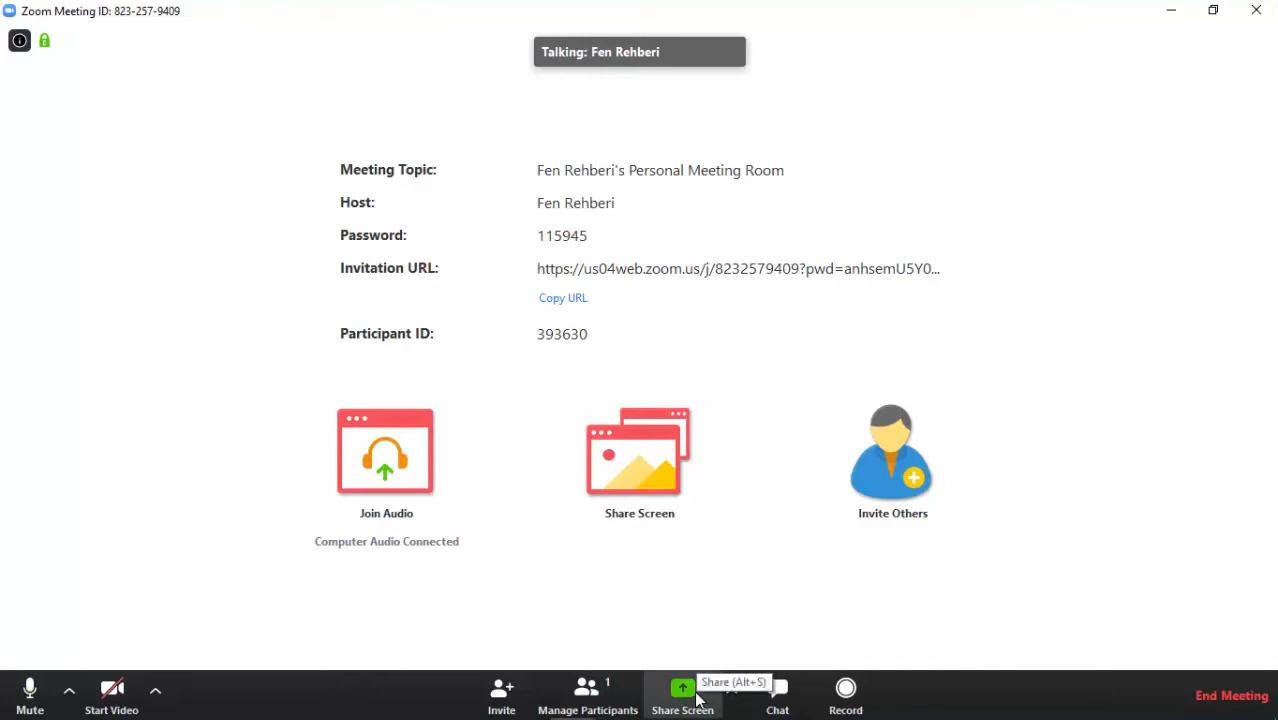 Zoom Meeting ID: 823-257-9409
Talking: Fen Rehberi
Meeting Topic: Fen Rehberi's Personal Meeting Room
Host: Fen Rehberi
Password: 115945
Invitation URL: https://us04web.zoom.us/j/8232579409?pwd=anhsemU5Y0...
Copy URL
Participant ID: 393630
Join Audio
Share Screen
Invite Others
Computer Audio Connected
Share (Alt+S)
1
Mute
Start Video
Invite
Manage Participants
Share Screen
Chat
Record
End Meeting